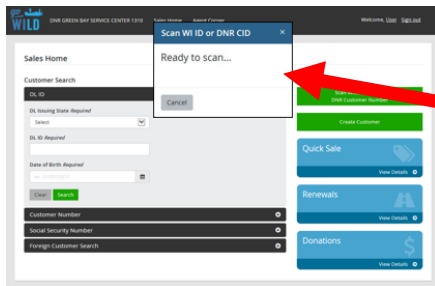 WILD
DNR GREEN BAY SERVICE CENTER 1310 Sales Home Agent Corner
Welcome, User Sign out
Scan WI ID or DNR CID ×
Ready to scan...
Cancel
Sales Home
Customer Search
DL ID
DL Issuing State Required
Select
DL ID Required
Date of Birth Required
Clear Search
Customer Number
Social Security Number
Foreign Customer Search
DNR Customer Number
Create Customer
Quick Sale
View Details
Renewals
View Details
Donations
View Details